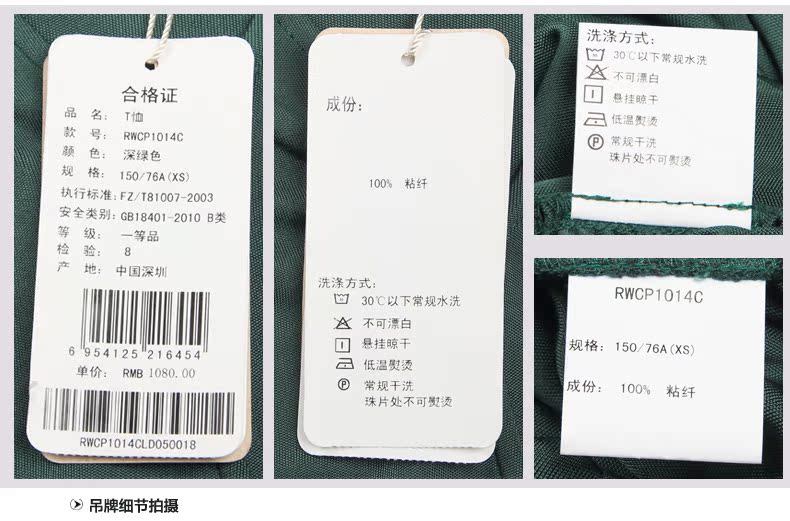 合格证
品 名: T恤
款 号: RWCP1014C
颜 色: 深绿色
规 格: 150/76A(XS)
执行标准: FZ/T81007-2003
安全类别: GB18401-2010 B类
等 级: 一等品
检 验: 8
产 地: 中国深圳
6 954125 216454
单价: RMB 1080.00
RWCP1014CLD050018
成份:
100% 粘纤
洗涤方式:
30℃以下常规水洗
不可漂白
悬挂晾干
低温熨烫
常规干洗
珠片处不可熨烫
洗涤方式:
30℃以下常规水洗
不可漂白
悬挂晾干
低温熨烫
常规干洗
珠片处不可熨烫
RWCP1014C
规格: 150/76A(XS)
成份: 100% 粘纤
吊牌细节拍摄